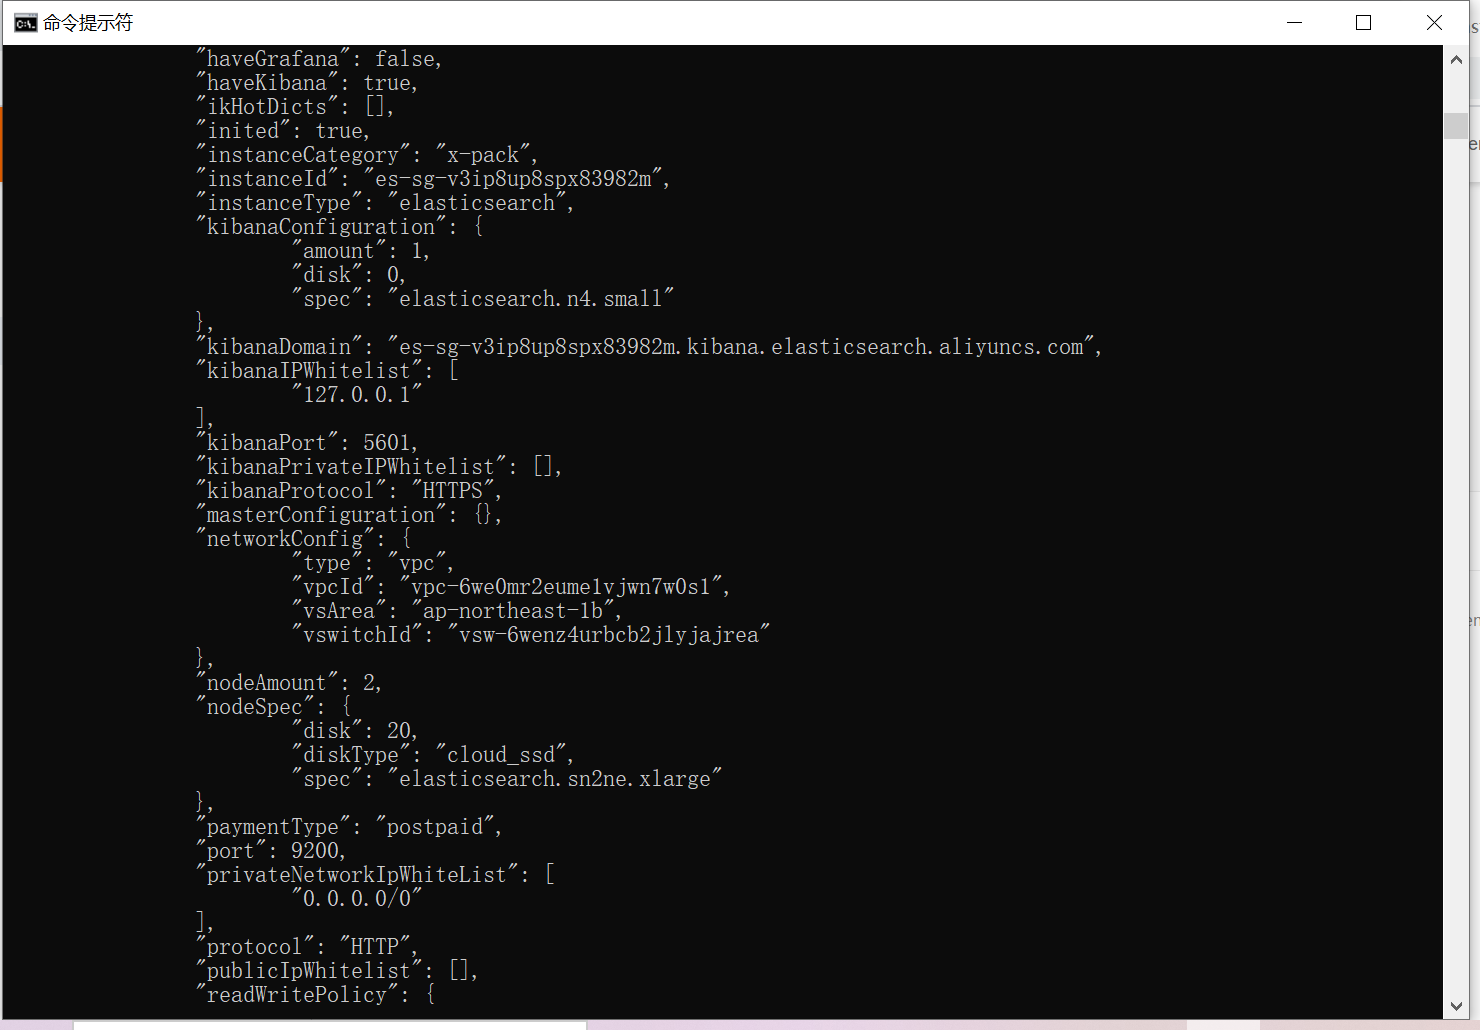 命令提示符
"haveGrafana": false,
"haveKibana": true,
"ikHotDicts": [],
"inited": true,
"instanceCategory": "x-pack",
"instanceId": "es-sg-v3ip8up8spx83982m",
"instanceType": "elasticsearch",
"kibanaConfiguration": {
"amount": 1,
"disk": 0,
"spec": "elasticsearch.n4.small"
},
"kibanaDomain": "es-sg-v3ip8up8spx83982m.kibana.elasticsearch.aliyuncs.com",
"kibanaIPWhitelist": [
"127.0.0.1"
],
"kibanaPort": 5601,
"kibanaPrivateIPWhitelist": [],
"kibanaProtocol": "HTTPS",
"masterConfiguration": {},
"networkConfig": {
"type": "vpc",
"vpcId": "vpc-6we0mr2eume1vjwn7w0s1",
"vsArea": "ap-northeast-1b",
"vswitchId": "vsw-6wenz4urbcb2jlyjajrea"
},
"nodeAmount": 2,
"nodeSpec": {
"disk": 20,
"diskType": "cloud_ssd",
"spec": "elasticsearch.sn2ne.xlarge"
},
"paymentType": "postpaid",
"port": 9200,
"privateNetworkIpWhiteList": [
"0.0.0.0/0"
],
"protocol": "HTTP",
"publicIpWhitelist": [],
"readWritePolicy": {